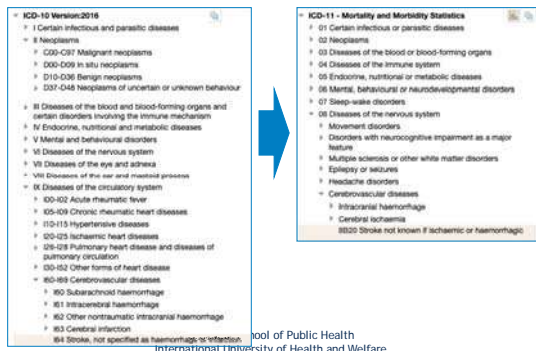 ICD-10 Version:2016
I Certain infectious and parasitic diseases
II Neoplasms
C00-C97 Malignant neoplasms
D00-D09 In situ neoplasms
D10-D36 Benign neoplasms
D37-D48 Neoplasms of uncertain or unknown behaviour
III Diseases of the blood and blood-forming organs and
certain disorders involving the immune mechanism
IV Endocrine, nutritional and metabolic diseases
V Mental and behavioural disorders
VI Diseases of the nervous system
VII Diseases of the eye and adnexa
VIII Diseases of the ear and mastoid process
IX Diseases of the circulatory system
I00-I02 Acute rheumatic fever
I05-I09 Chronic rheumatic heart diseases
I10-I15 Hypertensive diseases
I20-I25 Ischaemic heart diseases
I26-I28 Pulmonary heart disease and diseases of
pulmonary circulation
I30-I52 Other forms of heart disease
I60-I69 Cerebrovascular diseases
I60 Subarachnoid haemorrhage
I61 Intracerebral haemorrhage
I62 Other nontraumatic intracranial haemorrhage
I63 Cerebral infarction
I64 Stroke, not specified as haemorrhage or infarction
ICD-11 - Mortality and Morbidity Statistics
01 Certain infectious or parasitic diseases
02 Neoplasms
03 Diseases of the blood or blood-forming organs
04 Diseases of the immune system
05 Endocrine, nutritional or metabolic diseases
06 Mental, behavioural or neurodevelopmental disorders
07 Sleep-wake disorders
08 Diseases of the nervous system
Movement disorders
Disorders with neurocognitive impairment as a major
feature
Multiple sclerosis or other white matter disorders
Epilepsy or seizures
Headache disorders
Cerebrovascular diseases
Intracranial haemorrhage
Cerebral ischaemia
8B20 Stroke not known if ischaemic or haemorrhagic
ool of Public Health
International University of Health and Welfare